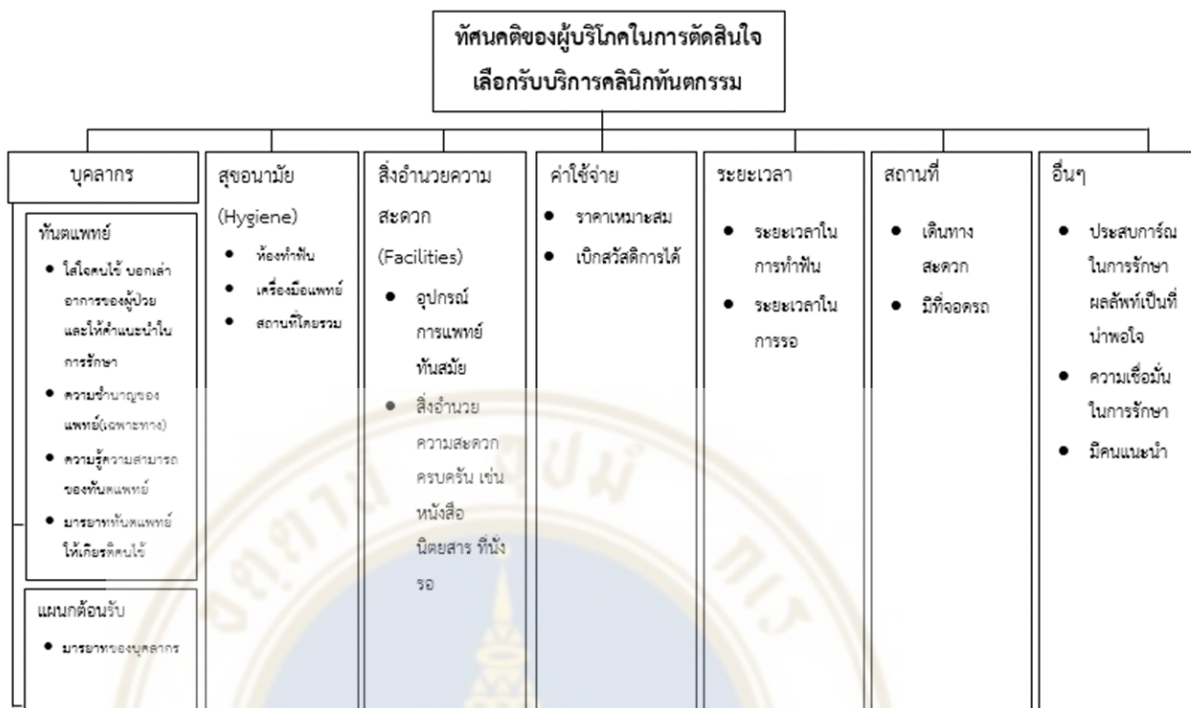 ทัศนคติของผู้บริโภคในการตัดสินใจ
เลือกรับบริการคลินิกทันตกรรม
บุคลากร
ทันตแพทย์
● ใส่ใจคนไข้ บอกเล่า
อาการของผู้ป่วย
และให้คำแนะนำใน
การรักษา
● ความชำนาญของ
แพทย์(เฉพาะทาง)
● ความรู้ความสามารถ
ของทันตแพทย์
● มารยาททันตแพทย์
ให้เกียรติคนไข้
แผนกต้อนรับ
● มารยาทของบุคลากร
สุขอนามัย
(Hygiene)
● ห้องทำฟัน
● เครื่องมือแพทย์
● สถานที่โดยรวม
สิ่งอำนวยความ
สะดวก
(Facilities)
● อุปกรณ์
การแพทย์
ทันสมัย
● สิ่งอำนวย
ความสะดวก
ครบครัน เช่น
หนังสือ
นิตยสาร ที่นั่ง
รอ
ค่าใช้จ่าย
● ราคาเหมาะสม
● เบิกสวัสดิการได้
ระยะเวลา
● ระยะเวลาใน
การทำฟัน
● ระยะเวลาใน
การรอ
สถานที่
● เดินทาง
สะดวก
● มีที่จอดรถ
อื่นๆ
● ประสบการ์ณ
ในการรักษา
ผลลัพท์เป็นที่
น่าพอใจ
● ความเชื่อมั่น
ในการรักษา
● มีคนแนะนำ